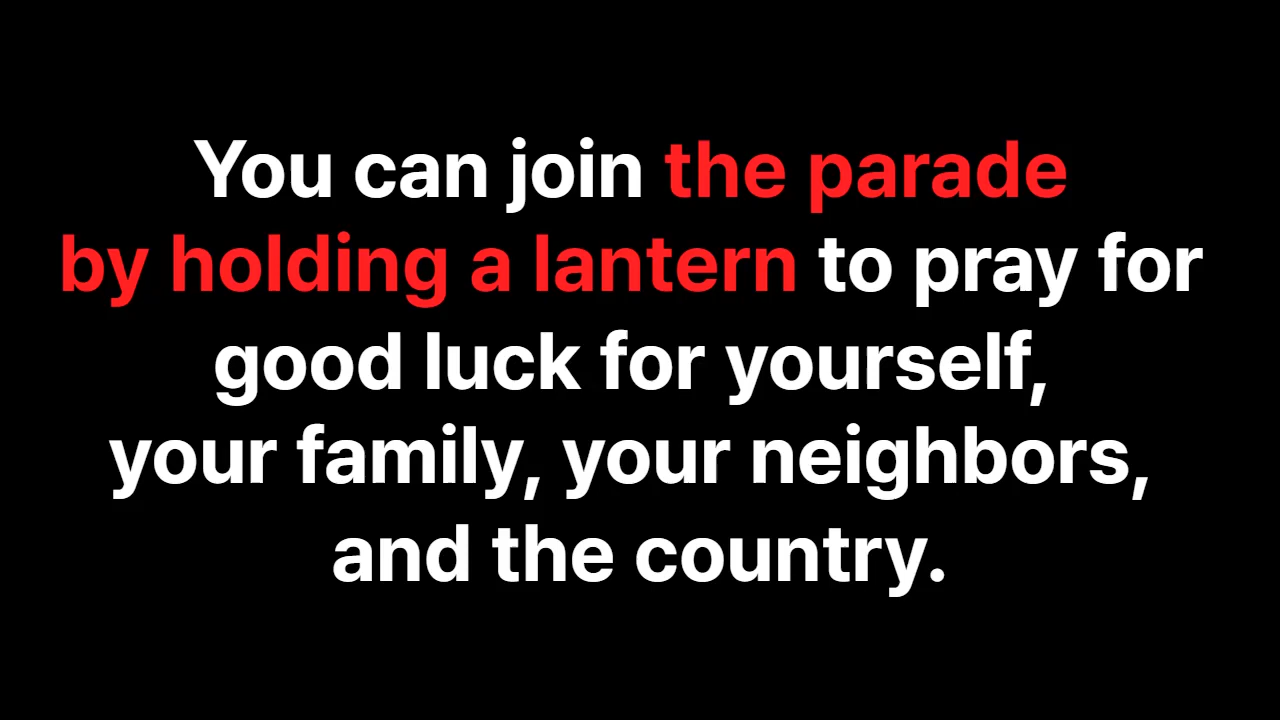 You can join the parade
by holding a lantern to pray for
good luck for yourself,
your family, your neighbors,
and the country.